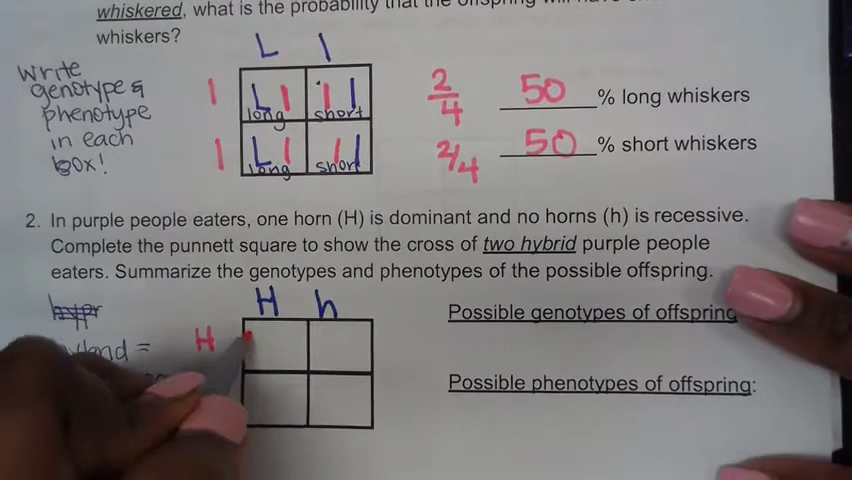 whiskered, what is the probability that the offspring will have
whiskers?
L l
Write
genotype &
phenotype
in each
box!
l Ll ll
long short
l Ll ll
long short
2/4 50 % long whiskers
2/4 50 % short whiskers
2. In purple people eaters, one horn (H) is dominant and no horns (h) is recessive.
Complete the punnett square to show the cross of two hybrid purple people
eaters. Summarize the genotypes and phenotypes of the possible offspring.
H h
H
=
Possible genotypes of offspring
Possible phenotypes of offspring: